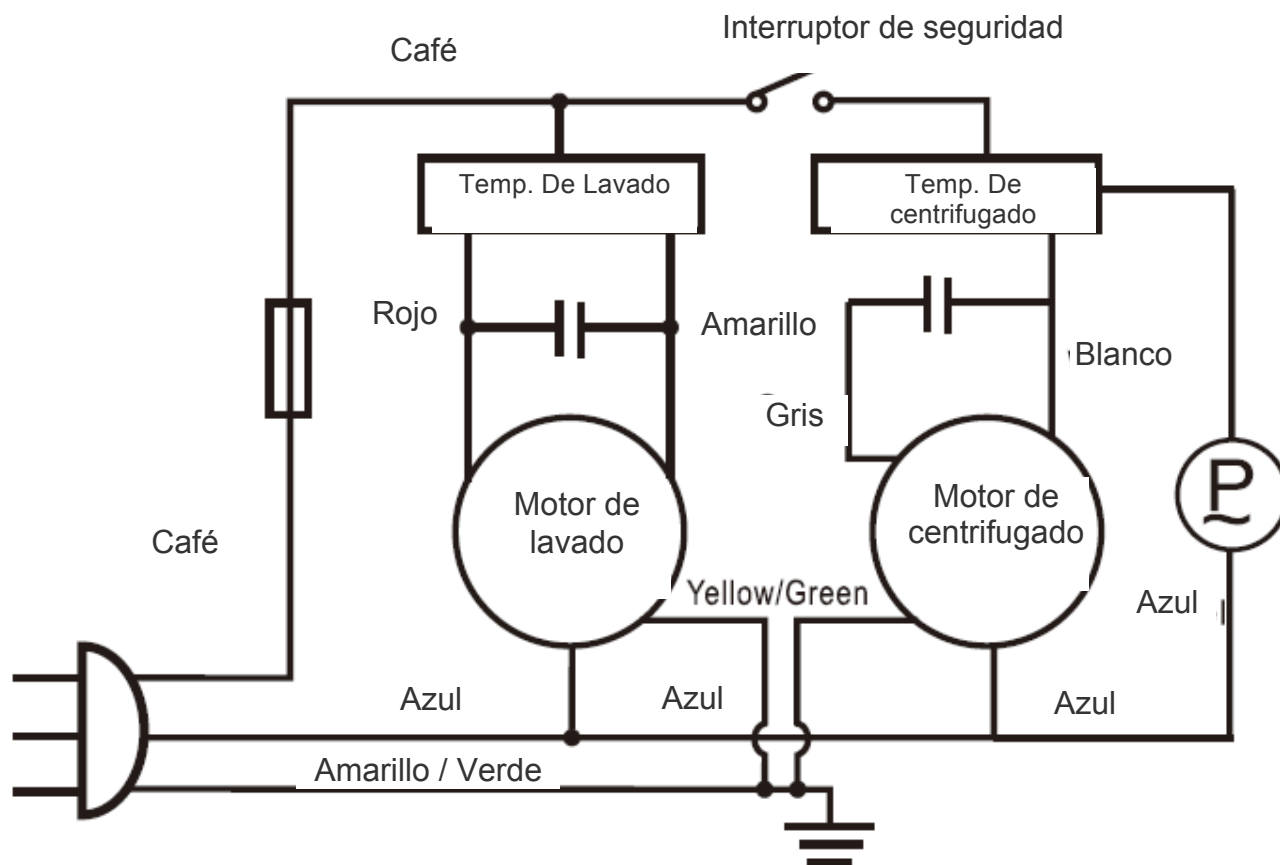 Interruptor de seguridad
Café
Temp. De Lavado
Temp. De
centrifugado
Rojo
Amarillo
Blanco
Gris
Motor de
lavado
Motor de
centrifugado
P
Café
Yellow/Green
Azul
Azul
Azul
Azul
Amarillo / Verde